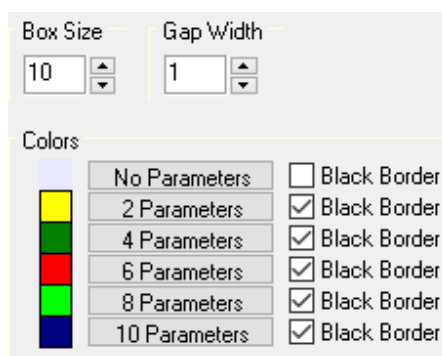 Box Size Gap Width
10 1
Colors
No Parameters Black Border
2 Parameters Black Border
4 Parameters Black Border
6 Parameters Black Border
8 Parameters Black Border
10 Parameters Black Border